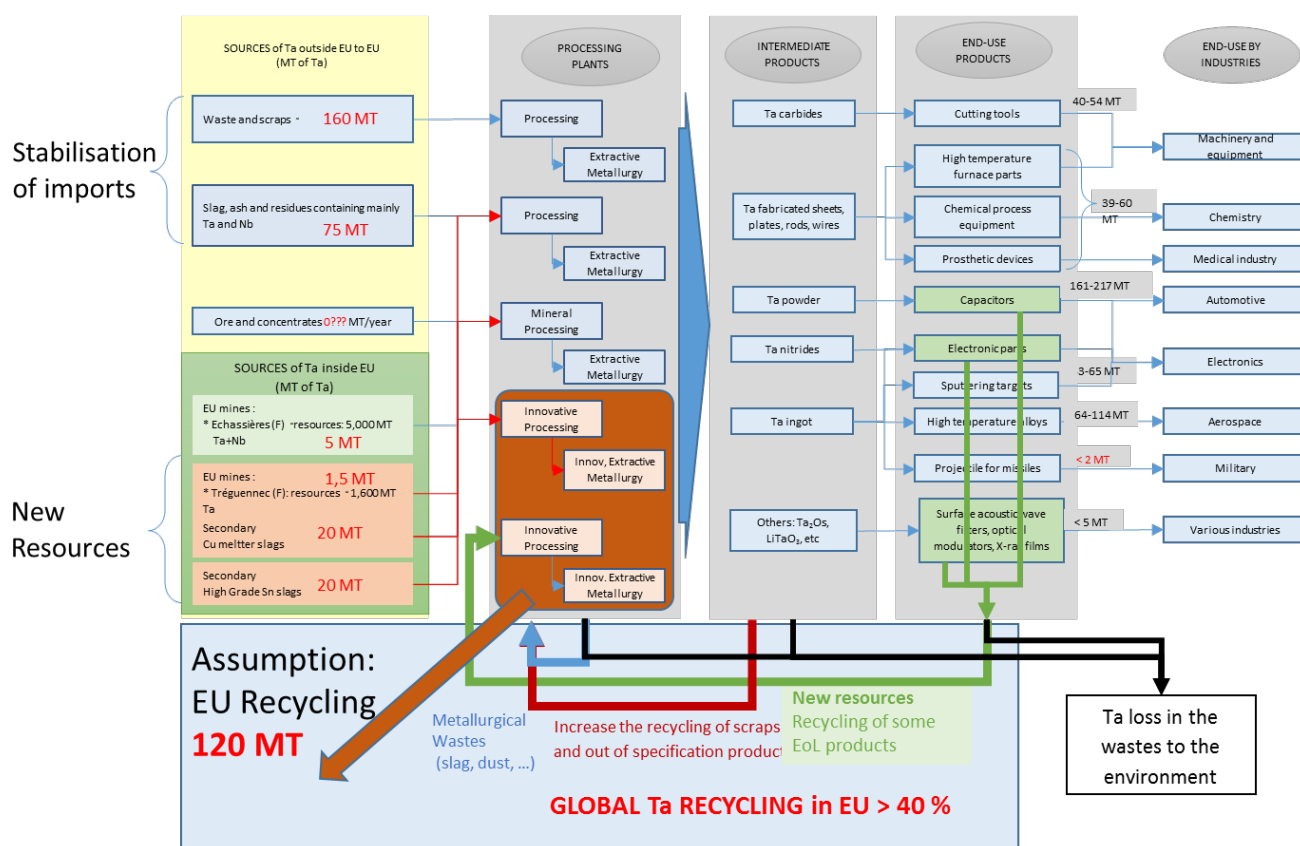 SOURCES of Ta outside EU to EU
(MT of Ta)
PROCESSING
PLANTS
INTERMEDIATE
PRODUCTS
END-USE
PRODUCTS
END-USE BY
INDUSTRIES
Stabilisation
of imports
Waste and scraps - 160 MT
Slag, ash and residues containing mainly
Ta and Nb 75 MT
Ore and concentrates 0??? MT/year
SOURCES of Ta inside EU
(MT of Ta)
EU mines :
* Echassières (F) -resources: 5,000 MT
Ta+Nb 5 MT
New
Resources
EU mines : 1,5 MT
* Tréguennec (F): resources - 1,600 MT
Ta
Secondary
Cu meltter slags 20 MT
Secondary
High Grade Sn slags 20 MT
Processing
Extractive
Metallurgy
Processing
Extractive
Metallurgy
Mineral
Processing
Extractive
Metallurgy
Innovative
Processing
Innov, Extractive
Metallurgy
Innovative
Processing
Innov. Extractive
Metallurgy
Ta carbides
Ta fabricated sheets,
plates, rods, wires
Ta powder
Ta nitrides
Ta ingot
Others: Ta₂Os,
LiTaO₃, etc
Cutting tools
High temperature
furnace parts
Chemical process
equipment
Prosthetic devices
Capacitors
Electronic parts
Sputtering targets
High temperature alloys
Projectile for missiles
Surface acoustic wave
filters, optical
modulators, X-ray films
40-54 MT
39-60
MT
161-217 MT
3-65 MT
64-114 MT
< 2 MT
< 5 MT
Machinery and
equipment
Chemistry
Medical industry
Automotive
Electronics
Aerospace
Military
Various industries
Assumption:
EU Recycling
120 MT
Metallurgical
Wastes
(slag, dust, ...)
Increase the recycling of scraps
and out of specification produc
New resources
Recycling of some
EoL products
GLOBAL Ta RECYCLING in EU > 40 %
Ta loss in the
wastes to the
environment